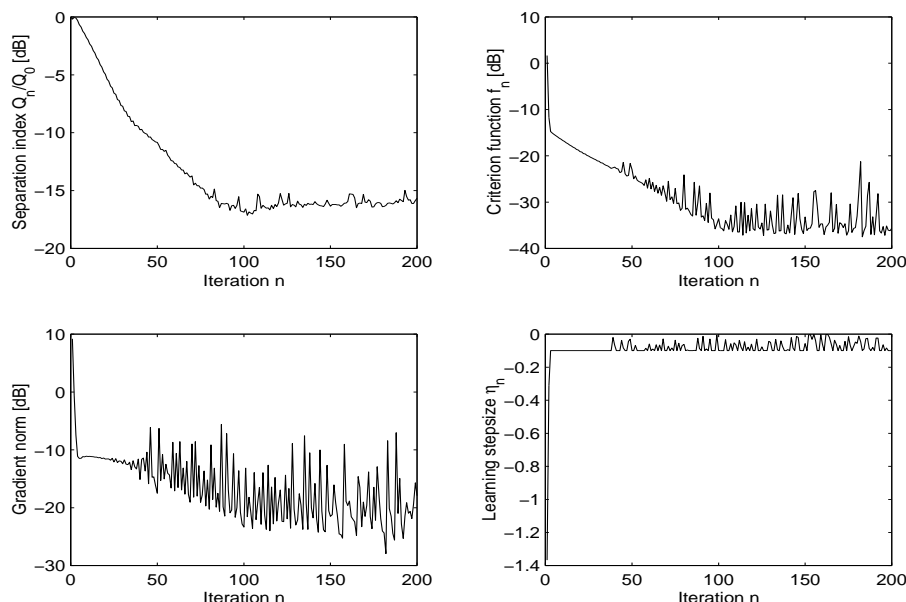 Separation index Q_n/Q_0 [dB]
0
−5
−10
−15
−20
0 50 100 150 200
Iteration n
Criterion function f_n [dB]
10
0
−10
−20
−30
−40
0 50 100 150 200
Iteration n
Gradient norm [dB]
10
0
−10
−20
−30
0 50 100 150 200
Iteration n
Learning stepsize η_n
0
−0.2
−0.4
−0.6
−0.8
−1
−1.2
−1.4
0 50 100 150 200
Iteration n